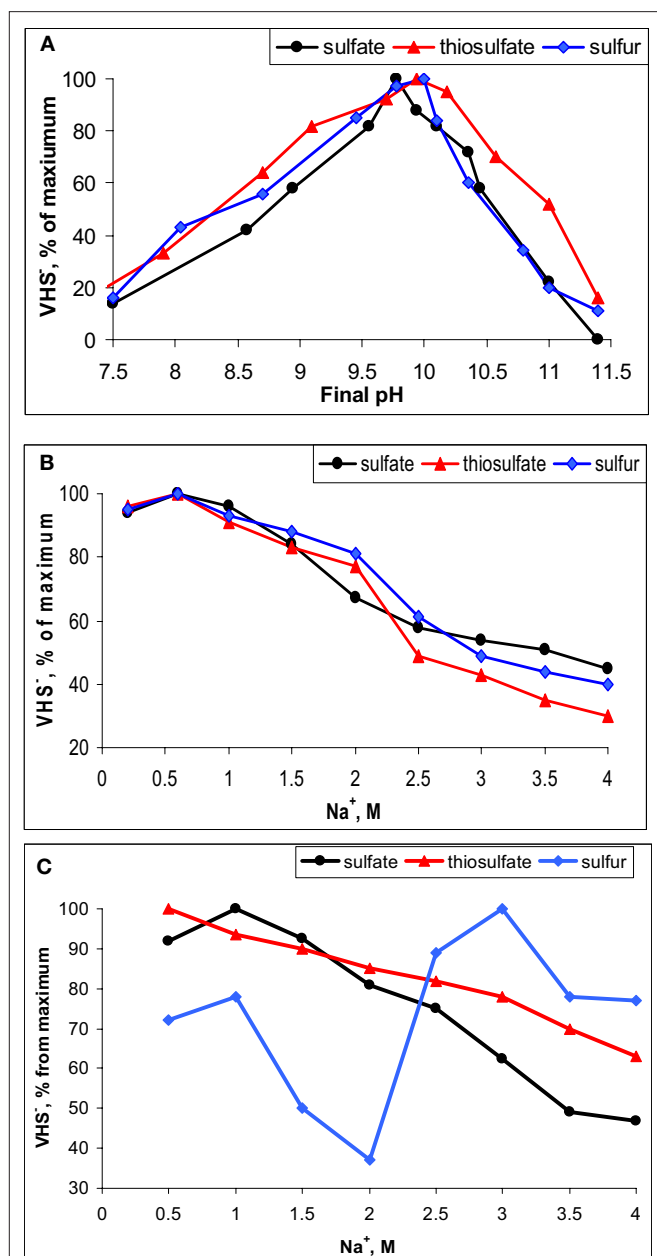 A
sulfate thiosulfate sulfur
100
80
60
40
20
0
VHS-, % of maxiumum
7.5 8 8.5 9 9.5 10 10.5 11 11.5
Final pH
B
sulfate thiosulfate sulfur
100
80
60
40
20
VHS-, % of maximum
0 0.5 1 1.5 2 2.5 3 3.5 4
Na+, M
C
sulfate thiosulfate sulfur
100
90
80
70
60
50
40
30
VHS-, % from maximum
0.5 1 1.5 2 2.5 3 3.5 4
Na+, M